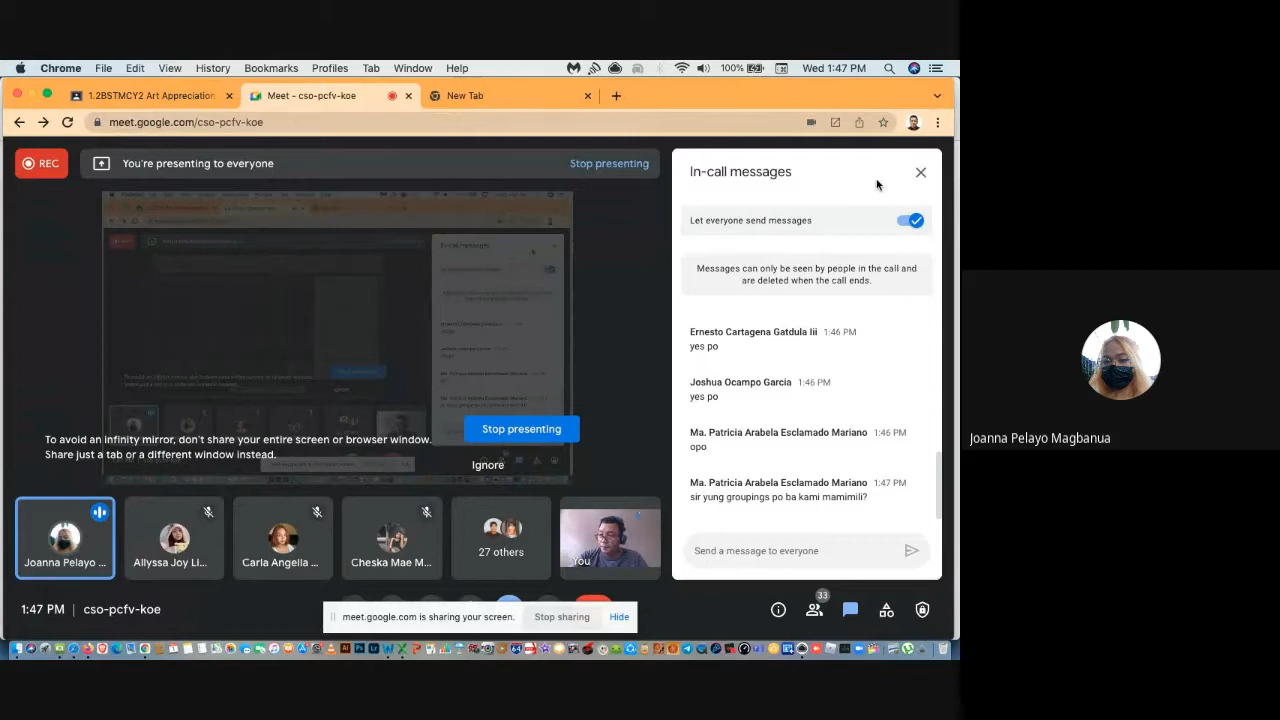 Chrome File Edit View History Bookmarks Profiles Tab Window Help 100% Wed 1:47 PM
1.2BSTMCY2 Art Appreciation
Meet - cso-pcfv-koe
New Tab
meet.google.com/cso-pcfv-koe
REC
You're presenting to everyone
Stop presenting
In-call messages
Let everyone send messages
Messages can only be seen by people in the call and
are deleted when the call ends.
Ernesto Cartagena Gatdula Iii 1:46 PM
yes po
Joshua Ocampo Garcia 1:46 PM
yes po
Ma. Patricia Arabela Esclamado Mariano 1:46 PM
opo
Ma. Patricia Arabela Esclamado Mariano 1:47 PM
sir yung groupings po ba kami mamimili?
Send a message to everyone
To avoid an infinity mirror, don't share your entire screen or browser window.
Share just a tab or a different window instead.
Stop presenting
Ignore
Joanna Pelayo ...
Allyssa Joy Li...
Carla Angella ...
Cheska Mae M...
27 others
You
1:47 PM | cso-pcfv-koe
meet.google.com is sharing your screen.
Stop sharing
Hide
33
Joanna Pelayo Magbanua